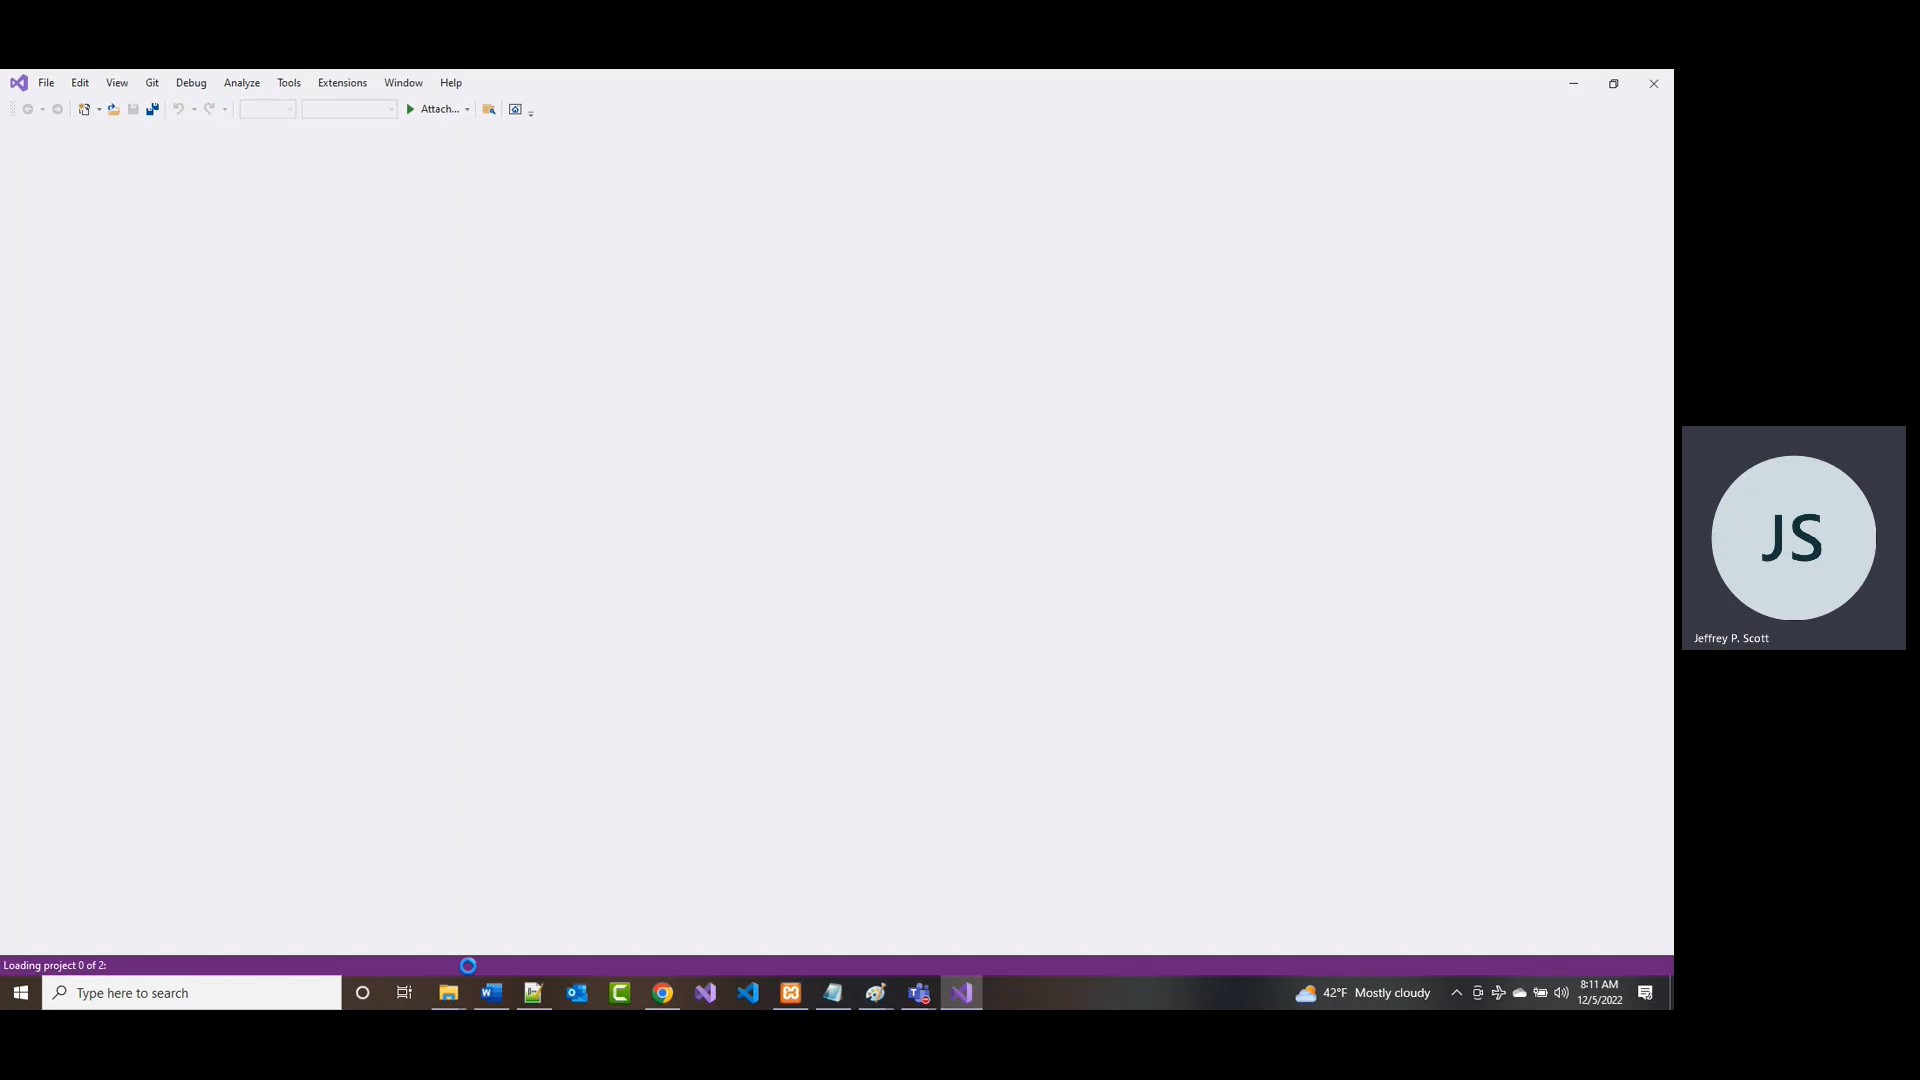 File Edit View Git Debug Analyze Tools Extensions Window Help
Attach...
JS
Jeffrey P. Scott
Loading project 0 of 2:
Type here to search
42°F Mostly cloudy
8:11 AM
12/5/2022